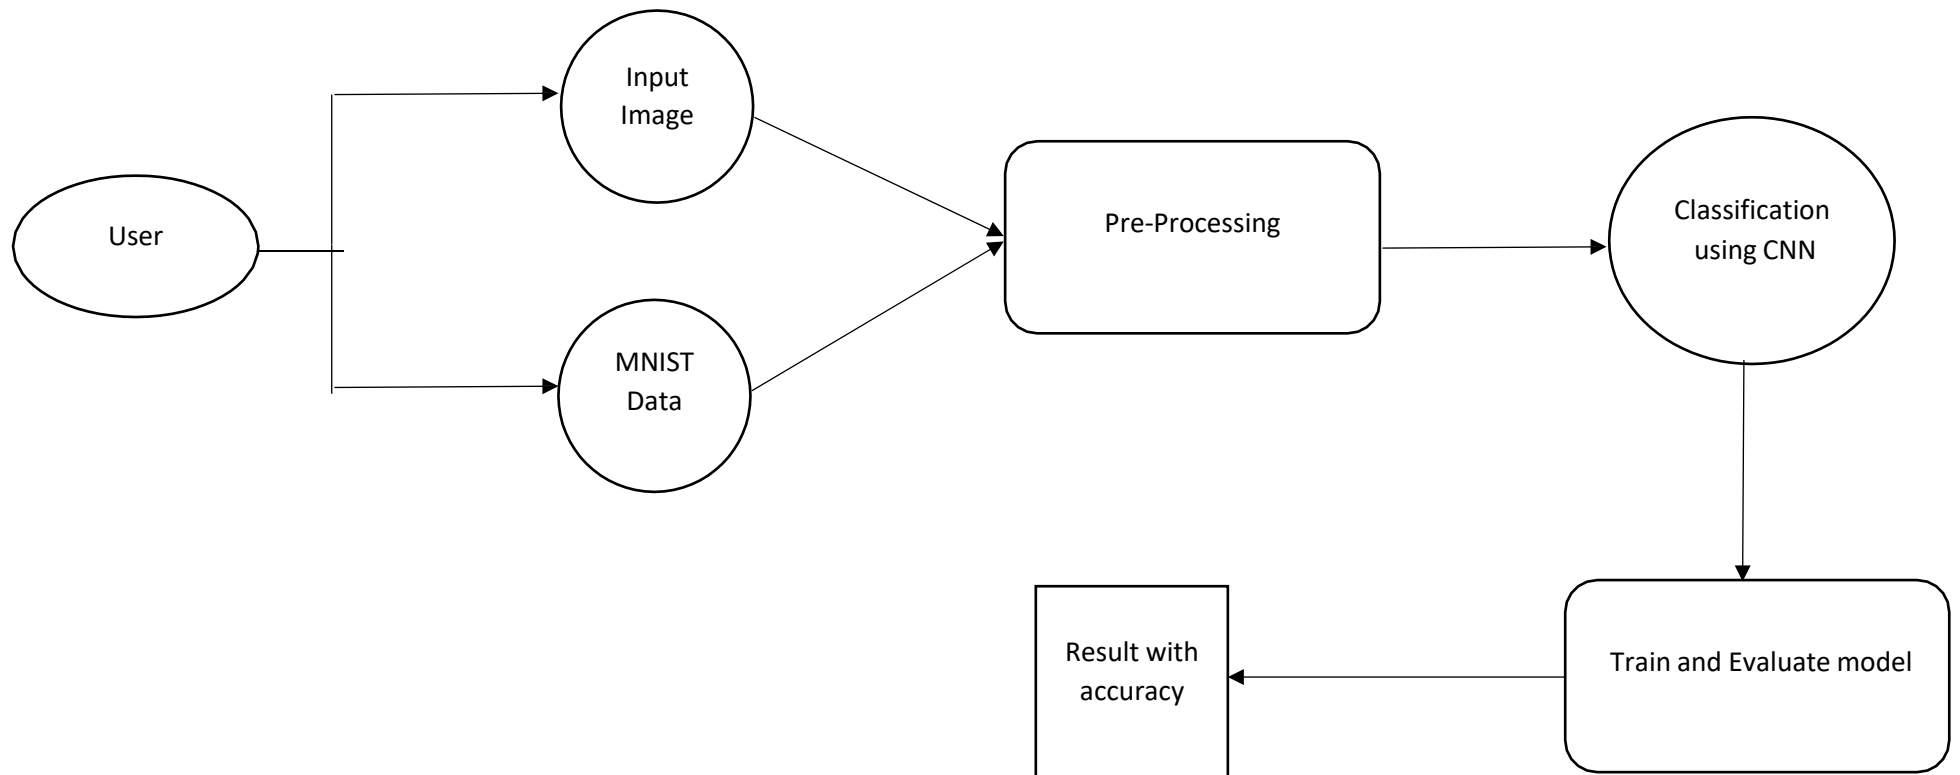 Input
Image
User
MNIST
Data
Pre-Processing
Classification
using CNN
Train and Evaluate model
Result with
accuracy